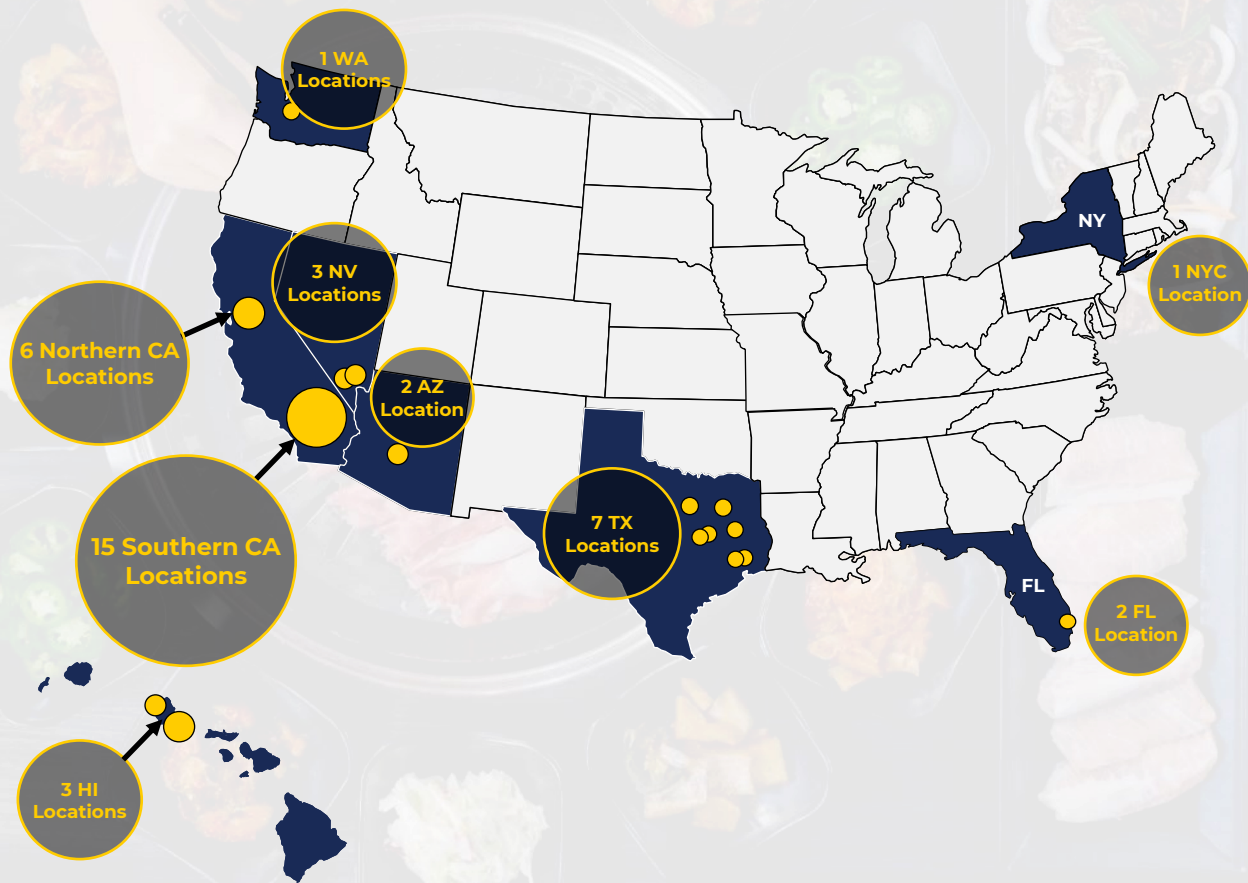 1 WA
Locations
NY
3 NV
Locations
1 NYC
Location
6 Northern CA
Locations
2 AZ
Location
7 TX
Locations
15 Southern CA
Locations
FL
2 FL
Location
3 HI
Locations